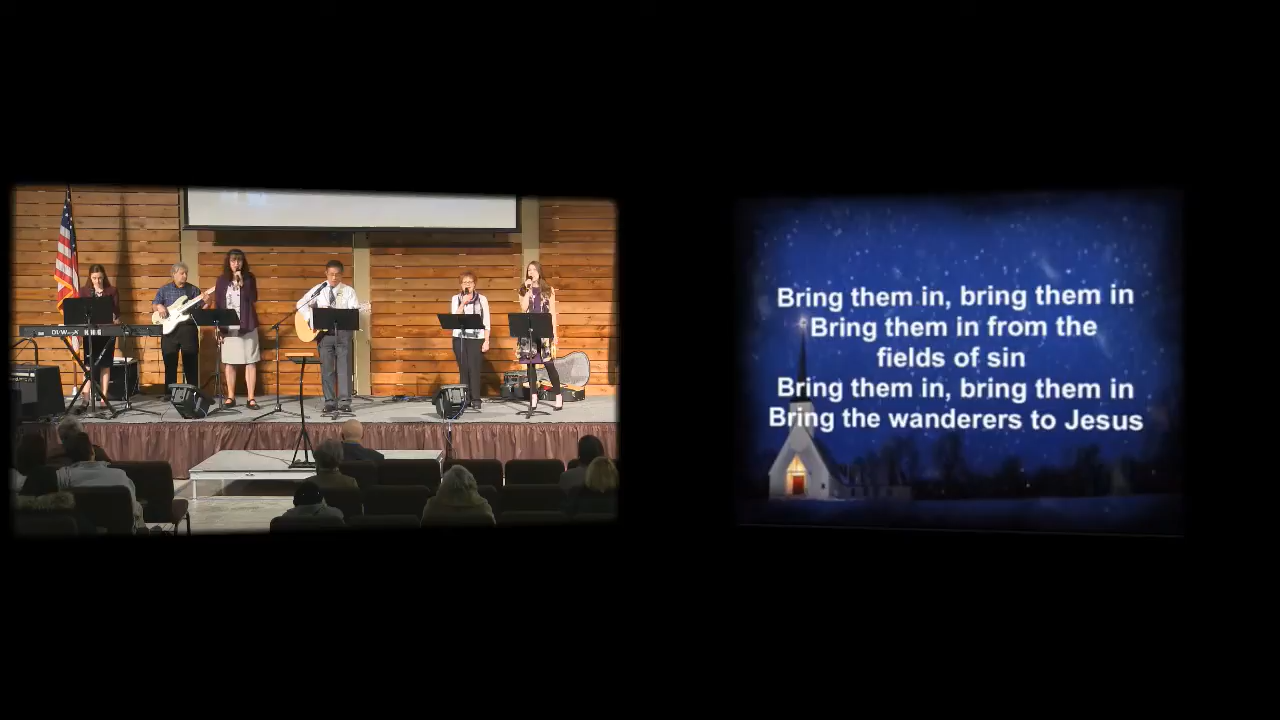 Bring them in, bring them in
Bring them in from the
fields of sin
Bring them in, bring them in
Bring the wanderers to Jesus